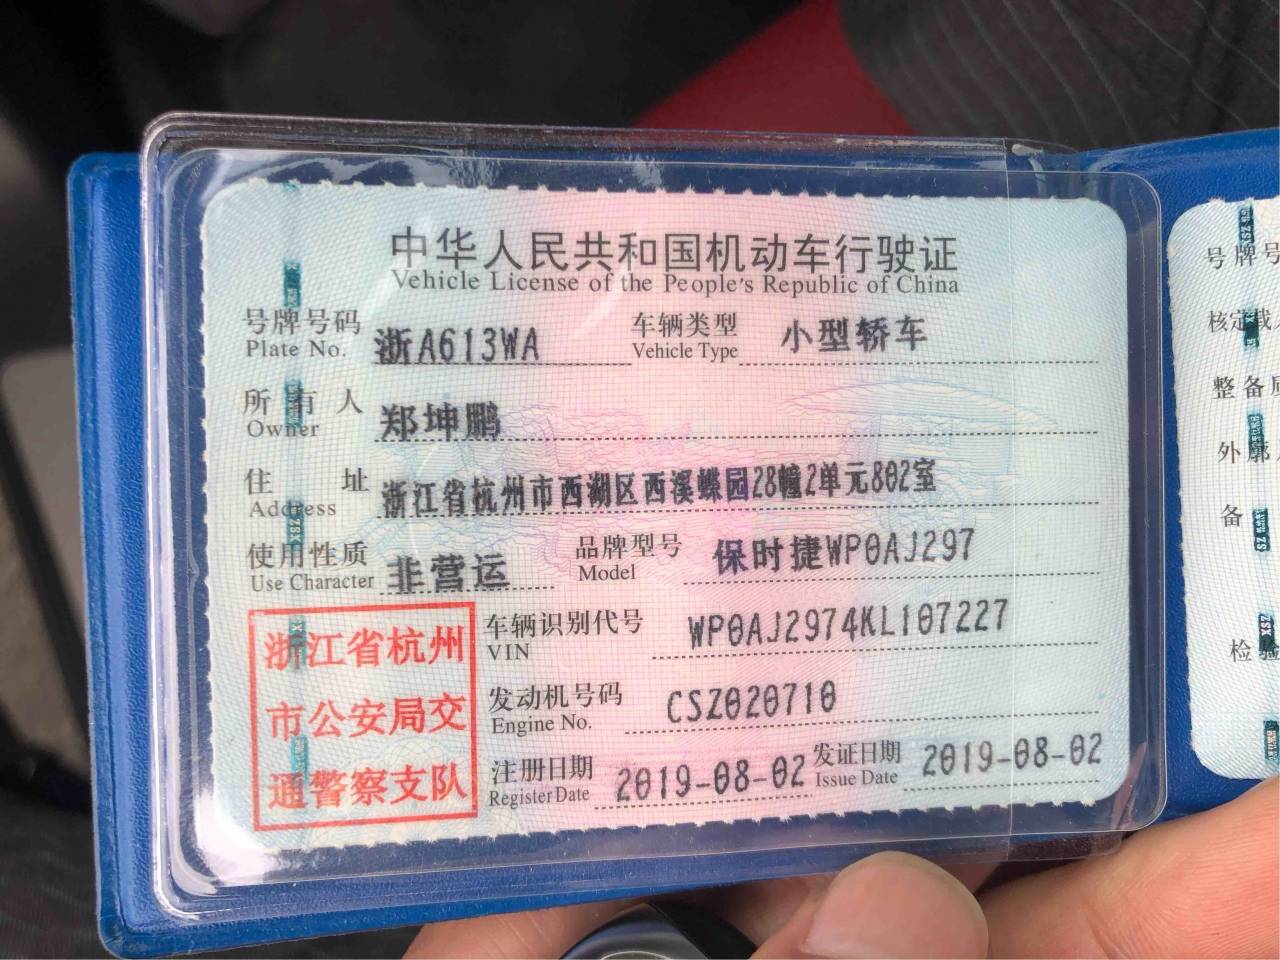 中华人民共和国机动车行驶证
Vehicle License of the People's Republic of China
号牌号码 浙A613WA 车辆类型 小型轿车
Plate No. Vehicle Type
所有人 郑坤鹏
Owner
住址 浙江省杭州市西湖区西溪蝶园28幢2单元802室
Address
使用性质 非营运 品牌型号 保时捷WP0AJ297
Use Character Model
浙江省杭州
市公安局交
通警察支队
车辆识别代号 WP0AJ2974KL107227
VIN
发动机号码 CSZ020710
Engine No.
注册日期 2019-08-02 发证日期 2019-08-02
Register Date Issue Date
号牌号
核定载
整备质
外廓
备
检验